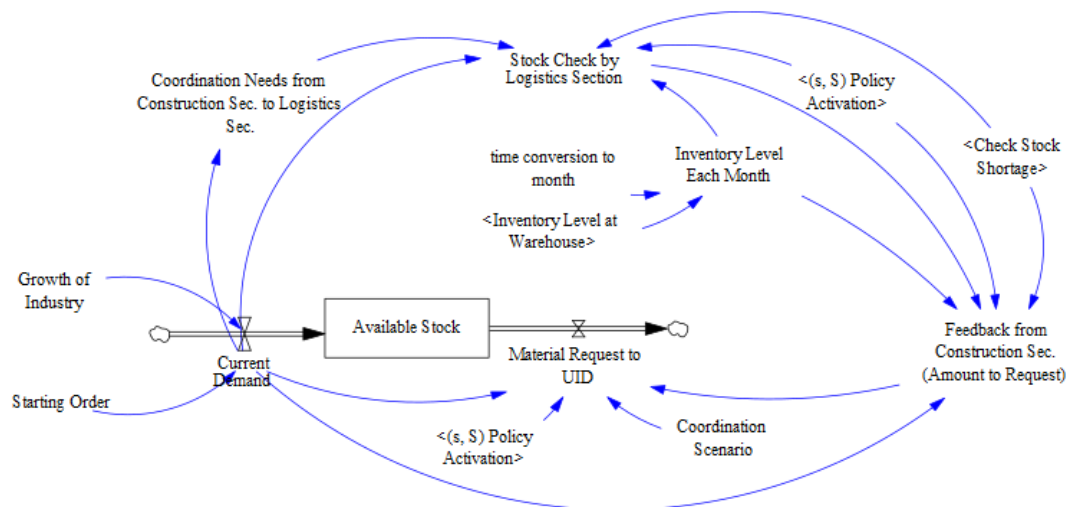 Stock Check by
Logistics Section
Coordination Needs from
Construction Sec. to Logistics
Sec.
<(s, S) Policy
Activation>
<Check Stock
Shortage>
time conversion to
month
Inventory Level
Each Month
<Inventory Level at
Warehouse>
Growth of
Industry
Available Stock
Current
Demand
Material Request to
UID
Feedback from
Construction Sec.
(Amount to Request)
Starting Order
<(s, S) Policy
Activation>
Coordination
Scenario